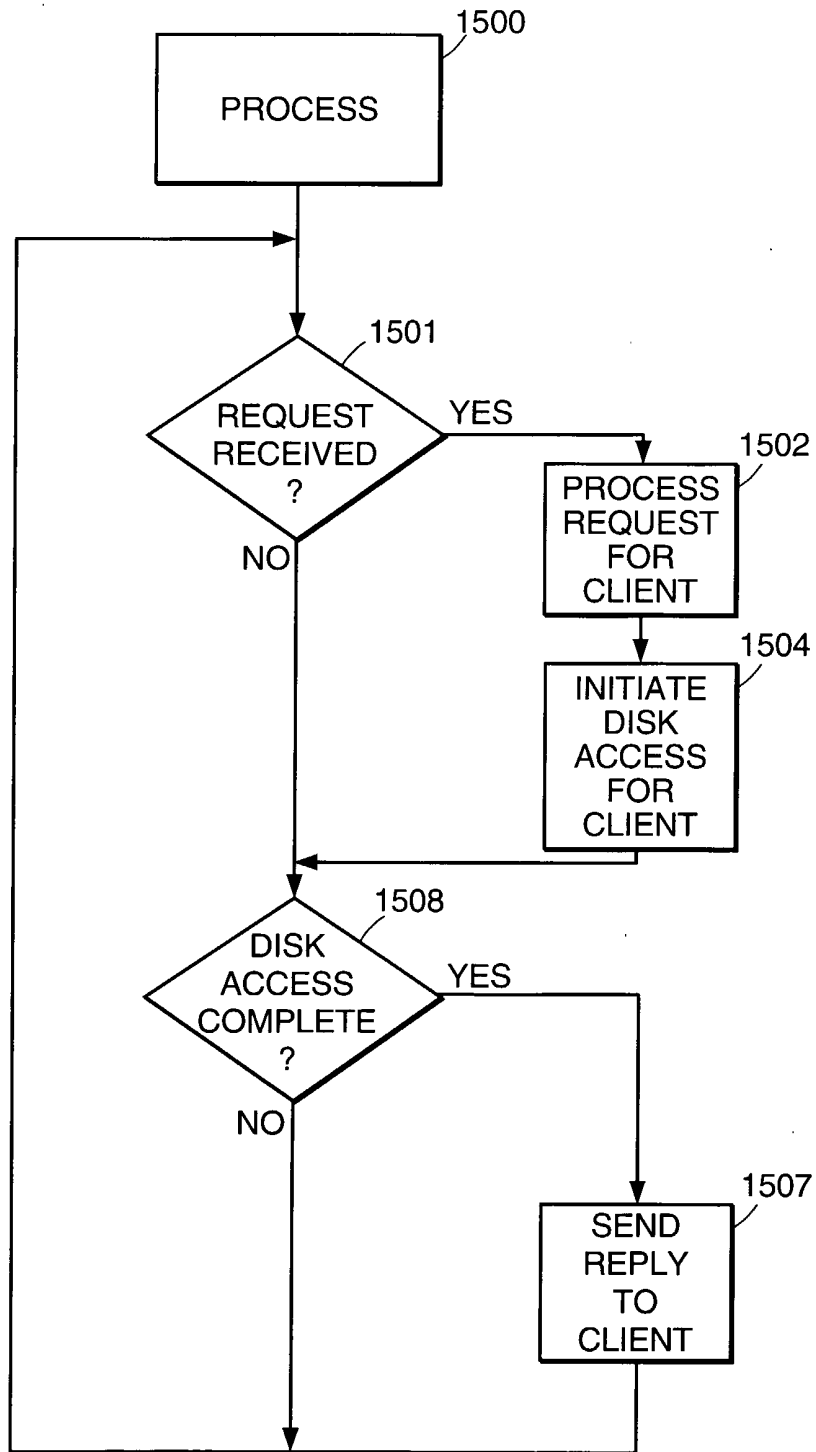 1500
PROCESS
1501
REQUEST
RECEIVED
?
YES
NO
1502
PROCESS
REQUEST
FOR
CLIENT
1504
INITIATE
DISK
ACCESS
FOR
CLIENT
1508
DISK
ACCESS
COMPLETE
?
YES
NO
1507
SEND
REPLY
TO
CLIENT